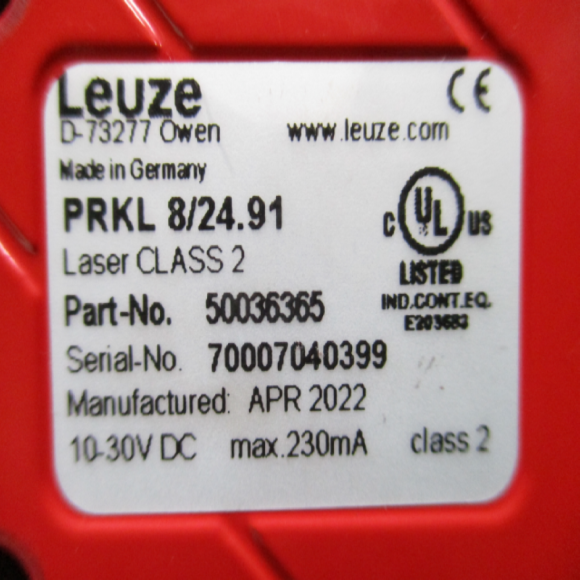 Leuze
CE
D-73277 Owen www.leuze.com
Made in Germany
PRKL 8/24.91
C UL US
Laser CLASS 2
LISTED
Part-No. 50036365
IND.CONT.EQ.
E203683
Serial-No. 70007040399
Manufactured: APR 2022
10-30V DC max.230mA class 2